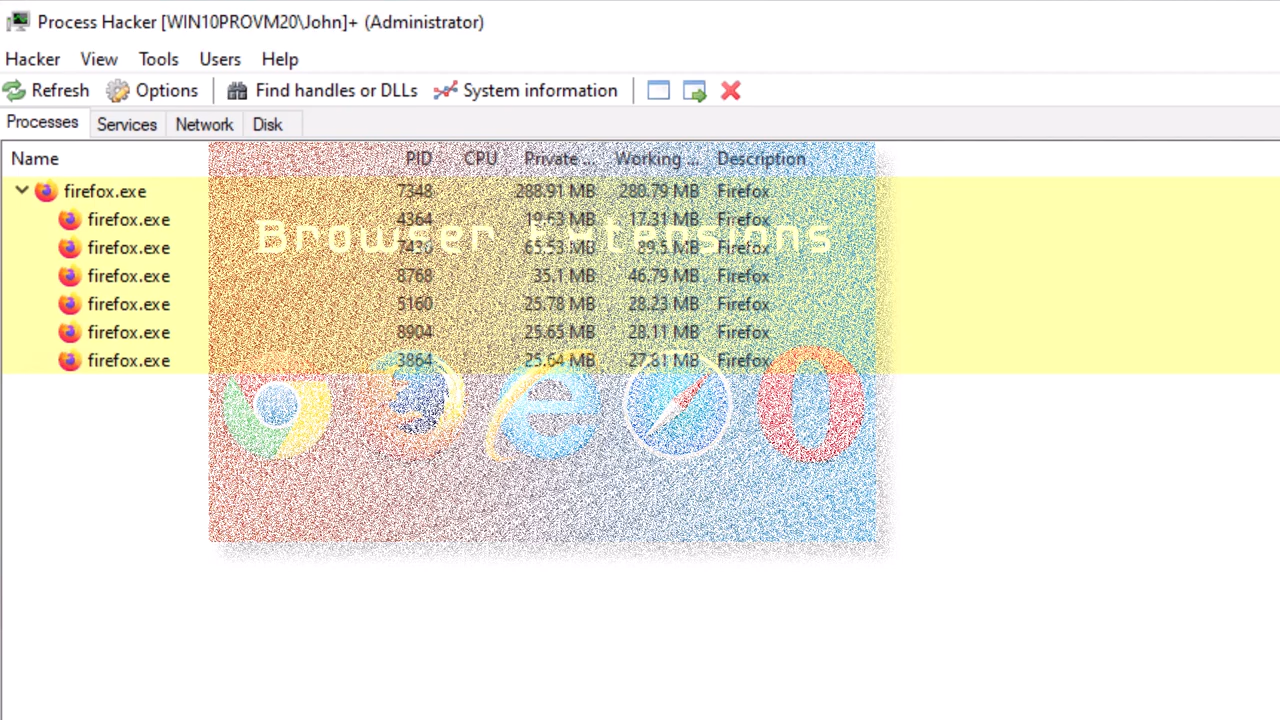 Process Hacker [WIN10PROVM20\John]+ (Administrator)
Hacker View Tools Users Help
Refresh Options Find handles or DLLs System information
Processes Services Network Disk
Name PID CPU Private ... Working ... Description
firefox.exe 7348 288.91 MB 280.79 MB Firefox
firefox.exe 4364 19.63 MB 17.31 MB Firefox
Browser Extensions
firefox.exe 7436 65.53 MB 89.5 MB Firefox
firefox.exe 8768 35.1 MB 46.79 MB Firefox
firefox.exe 5160 25.78 MB 28.23 MB Firefox
firefox.exe 8904 25.65 MB 28.11 MB Firefox
firefox.exe 3864 25.64 MB 27.81 MB Firefox